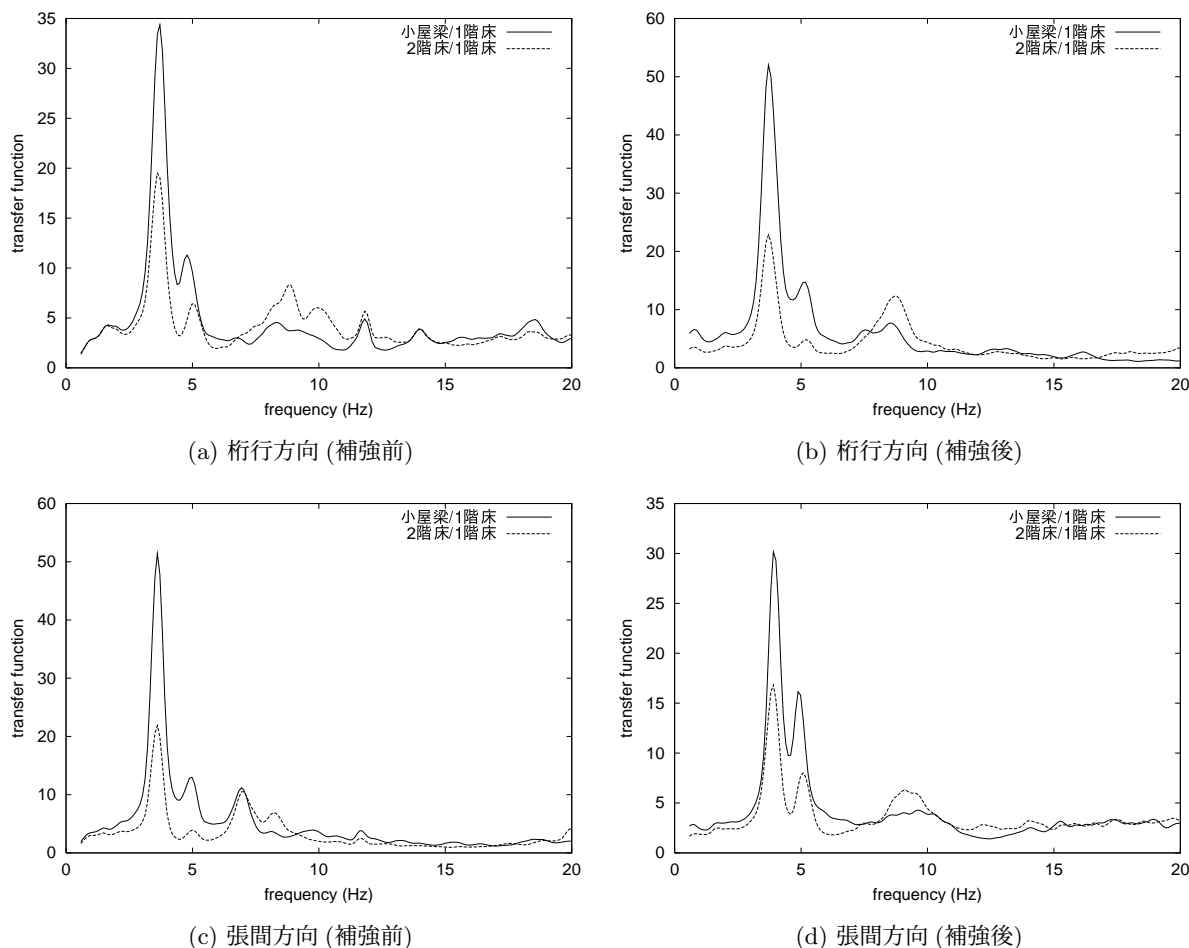 小屋梁/1階床
2階床/1階床
35
30
25
20
15
10
5
0
transfer function
0 5 10 15 20
frequency (Hz)
(a) 桁行方向 (補強前)
小屋梁/1階床
2階床/1階床
60
50
40
30
20
10
0
transfer function
0 5 10 15 20
frequency (Hz)
(b) 桁行方向 (補強後)
小屋梁/1階床
2階床/1階床
60
50
40
30
20
10
0
transfer function
0 5 10 15 20
frequency (Hz)
(c) 張間方向 (補強前)
小屋梁/1階床
2階床/1階床
35
30
25
20
15
10
5
0
transfer function
0 5 10 15 20
frequency (Hz)
(d) 張間方向 (補強後)